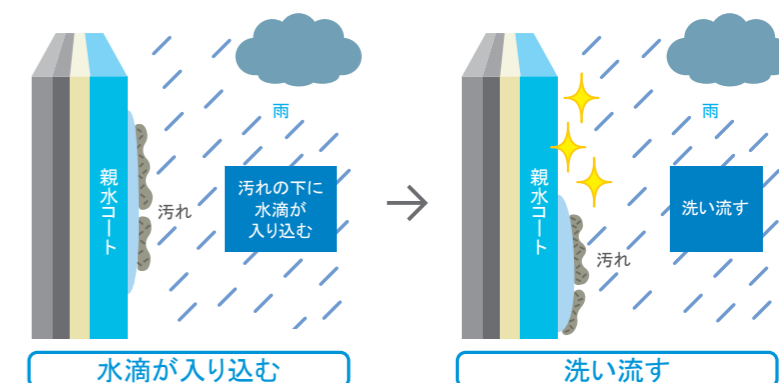 雨
親水コート
汚れ
汚れの下に
水滴が
入り込む
水滴が入り込む
雨
親水コート
汚れ
洗い流す
洗い流す